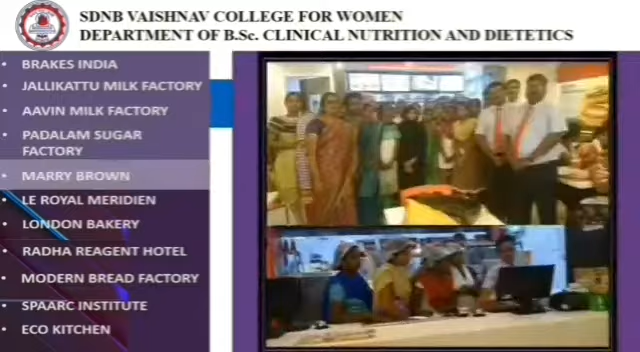 SDNB VAISHNAV COLLEGE FOR WOMEN
DEPARTMENT OF B.Sc. CLINICAL NUTRITION AND DIETETICS
• BRAKES INDIA
• JALLIKATTU MILK FACTORY
• AAVIN MILK FACTORY
• PADALAM SUGAR
FACTORY
• MARRY BROWN
• LE ROYAL MERIDIEN
• LONDON BAKERY
• RADHA REAGENT HOTEL
• MODERN BREAD FACTORY
• SPAARC INSTITUTE
• ECO KITCHEN